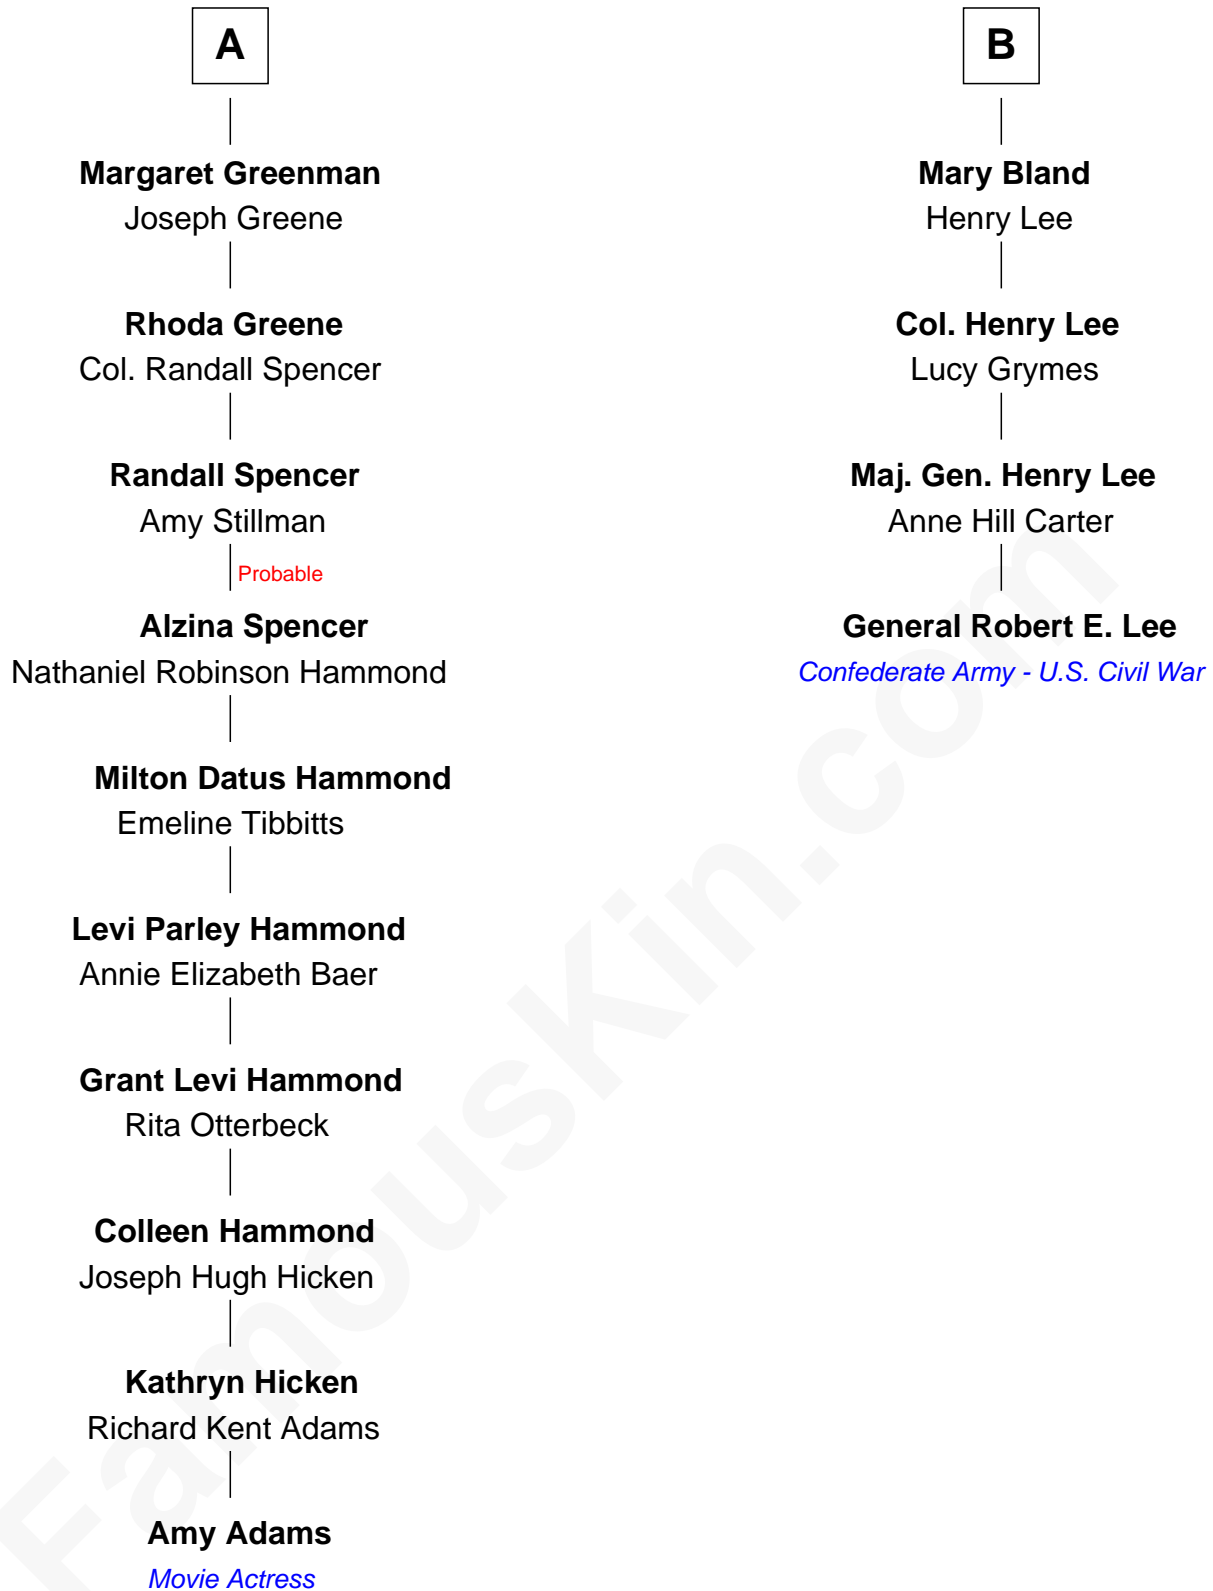 A
Margaret Greenman
Joseph Greene
Rhoda Greene
Col. Randall Spencer
Randall Spencer
Amy Stillman
Probable
Alzina Spencer
Nathaniel Robinson Hammond
Milton Datus Hammond
Emeline Tibbitts
Levi Parley Hammond
Annie Elizabeth Baer
Grant Levi Hammond
Rita Otterbeck
Colleen Hammond
Joseph Hugh Hicken
Kathryn Hicken
Richard Kent Adams
Amy Adams
Movie Actress
B
Mary Bland
Henry Lee
Col. Henry Lee
Lucy Grymes
Maj. Gen. Henry Lee
Anne Hill Carter
General Robert E. Lee
Confederate Army - U.S. Civil War
FamousKin.com